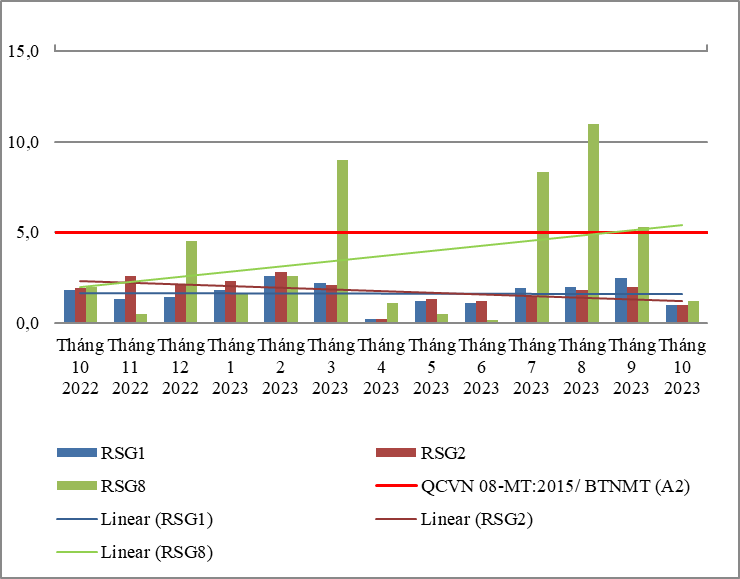 15,0
10,0
5,0
0,0
Tháng Tháng Tháng Tháng Tháng Tháng Tháng Tháng Tháng Tháng Tháng Tháng Tháng
10 11 12 1 2 3 4 5 6 7 8 9 10
2022 2022 2022 2023 2023 2023 2023 2023 2023 2023 2023 2023 2023
RSG1 RSG2
RSG8 QCVN 08-MT:2015/ BTNMT (A2)
Linear (RSG1) Linear (RSG2)
Linear (RSG8)